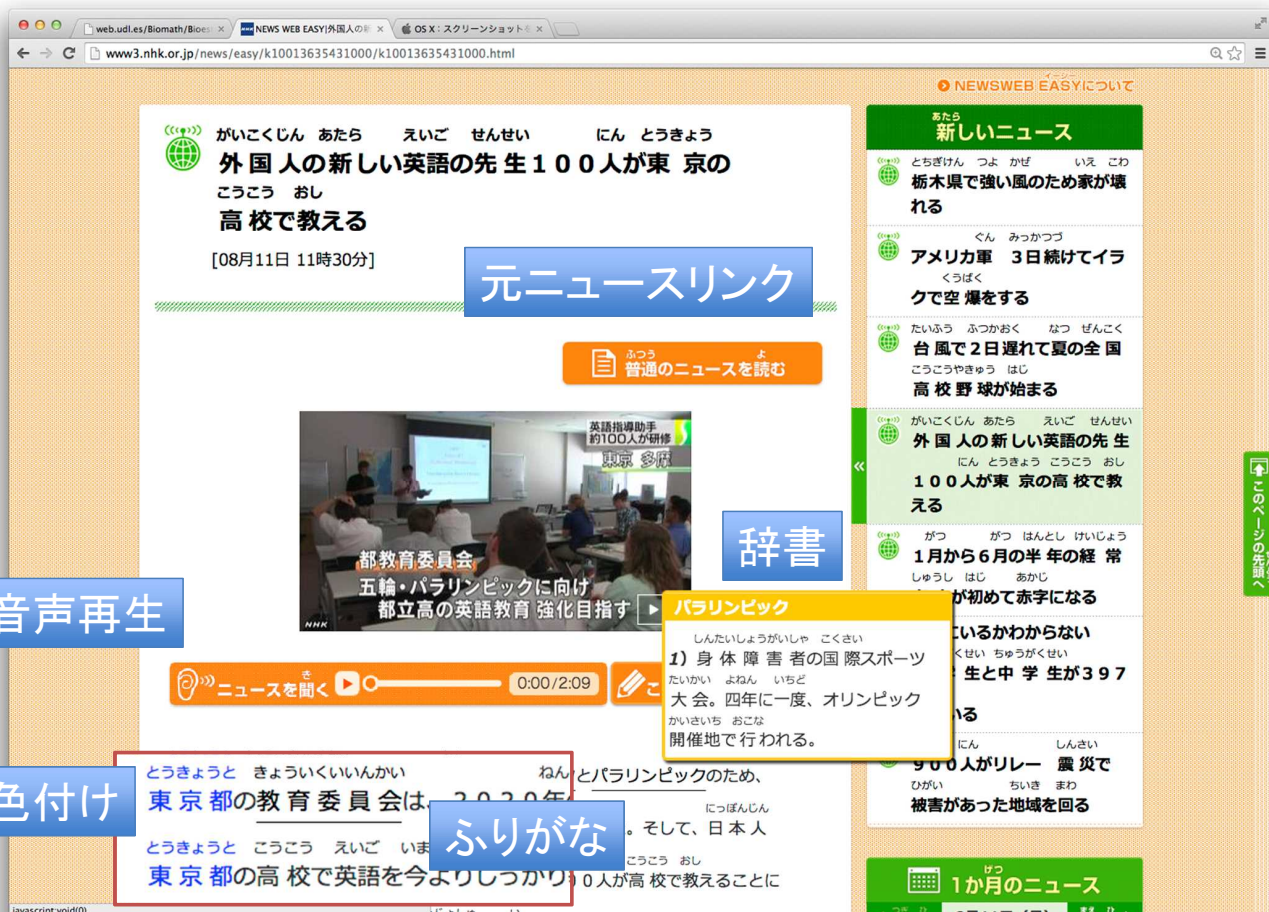 web.udl.es/Biomath/Bioes
NEWS WEB EASY|外国人の新
OS X:スクリーンショットを
www3.nhk.or.jp/news/easy/k10013635431000/k10013635431000.html
イージー
NEWSWEB EASYについて
がいこくじん あたら えいご せんせい にん とうきょう
外国人の新しい英語の先生100人が東京の
こうこう おし
高校で教える
[08月11日 11時30分]
元ニュースリンク
ふつう よ
普通のニュースを読む
英語指導助手
約100人が研修
東京 多摩
都教育委員会
五輪・パラリンピックに向け
都立高の英語教育 強化目指す
NHK
辞書
音声再生
き
ニュースを聞く
0:00/2:09
こ
パラリンピック
しんたいしょうがいしゃ こくさい
1) 身体障害者の国際スポーツ
たいかい よねん いちど
大会。四年に一度、オリンピック
かいさいち おこな
開催地で行われる。
色付け
ふりがな
とうきょうと きょういくいいんかい ねん
東京都の教育委員会は、2020年
とパラリンピックのため、
にっぽんじん
。そして、日本人
とうきょうと こうこう えいご いま
東京都の高校で英語を今よりしっかり
こうこう おし
00人が高校で教えることに
javascript:void(0)
あたら
新しいニュース
とちぎけん つよ かぜ いえ こわ
栃木県で強い風のため家が壊
れる
ぐん みっかつづ
アメリカ軍 3日続けてイラ
くうばく
クで空爆をする
たいふう ふつかおく なつ ぜんこく
台風で2日遅れて夏の全国
こうこうやきゅう はじ
高校野球が始まる
がいこくじん あたら えいご せんせい
外国人の新しい英語の先生
にん とうきょう こうこう おし
100人が東京の高校で教
える
がつ がつ はんとし けいじょう
1月から6月の半年の経常
しゅうし はじ あかじ
が初めて赤字になる
いるかわからない
くせい ちゅうがくせい
生と中学生が397
いる
にん しんさい
900人がリレー 震災で
ひがい ちいき まわ
被害があった地域を回る
げつ
1か月のニュース
このページの先頭へ